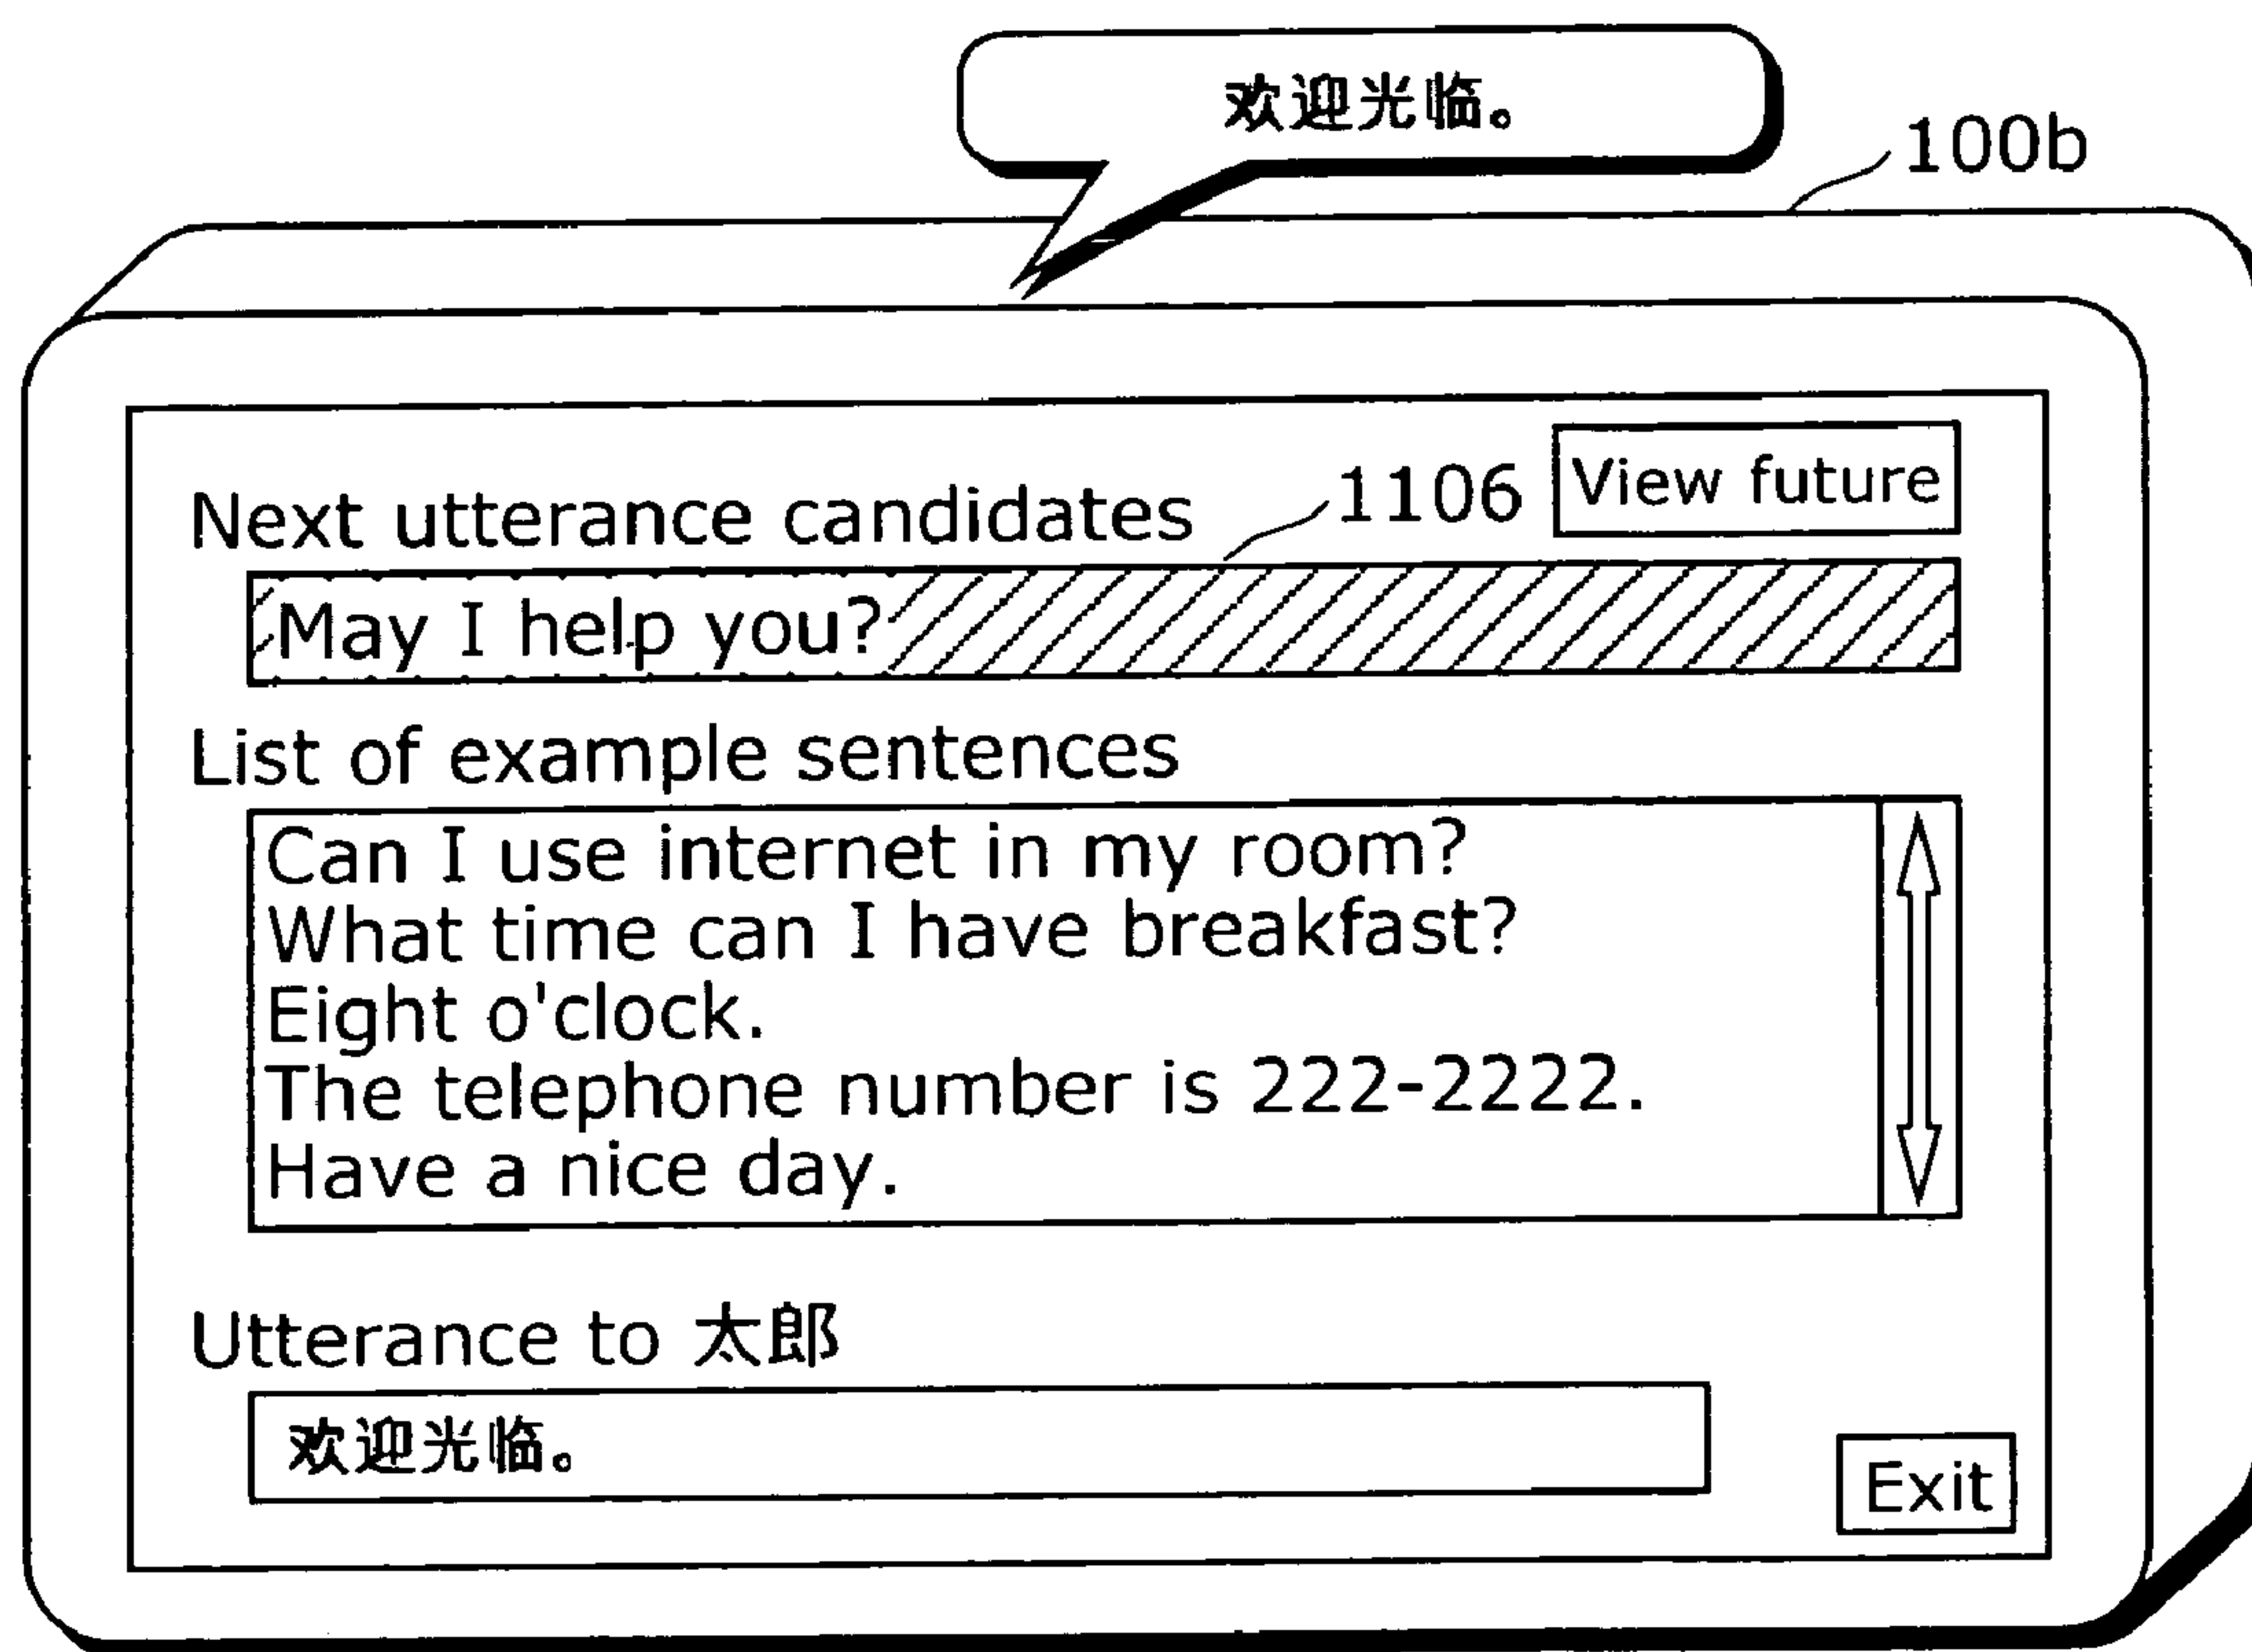 欢迎光临。
100b
View future
Next utterance candidates
1106
May I help you?
List of example sentences
Can I use internet in my room?
What time can I have breakfast?
Eight o'clock.
The telephone number is 222-2222.
Have a nice day.
Utterance to 太郎
欢迎光临。
Exit